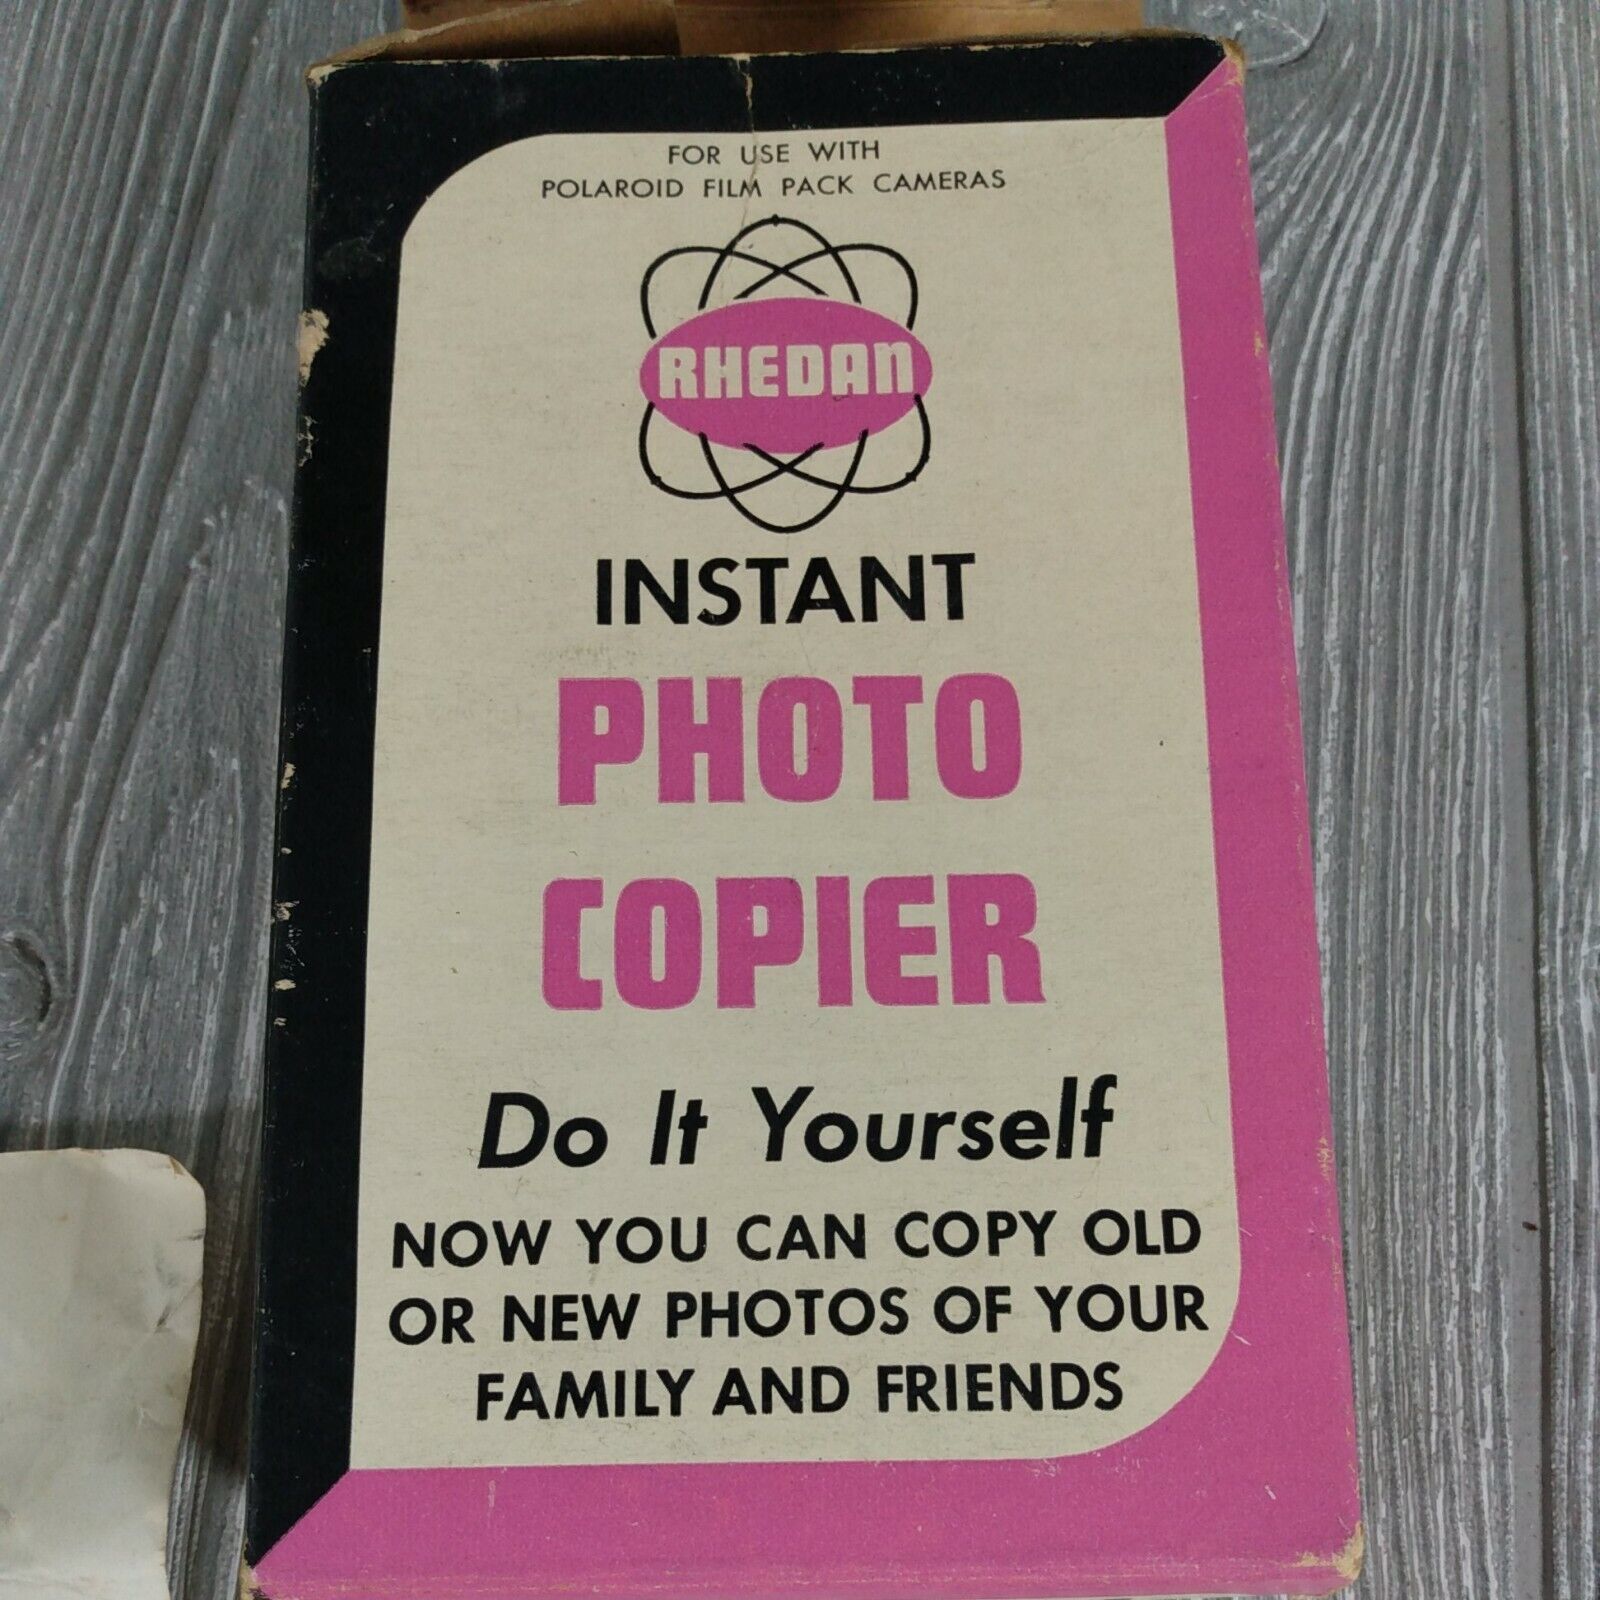 FOR USE WITH
POLAROID FILM PACK CAMERAS
RHEDAN
INSTANT
PHOTO
COPIER
Do It Yourself
NOW YOU CAN COPY OLD
OR NEW PHOTOS OF YOUR
FAMILY AND FRIENDS